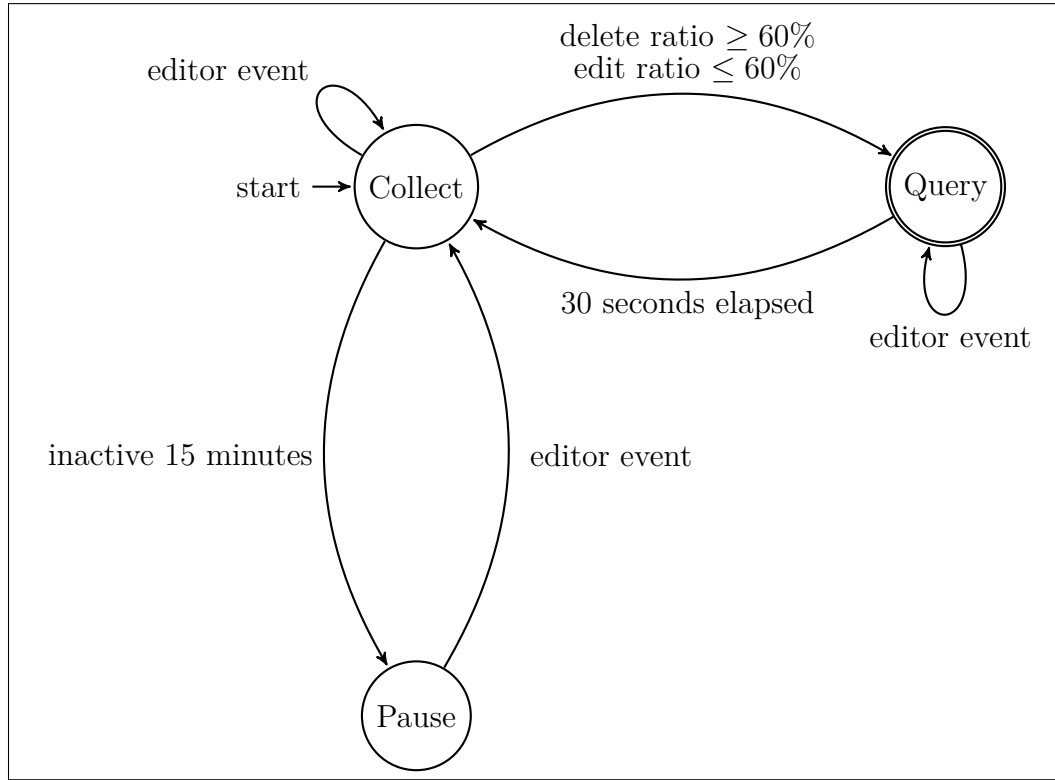 delete ratio ≥ 60%
edit ratio ≤ 60%
editor event
start
Collect
Query
30 seconds elapsed
editor event
inactive 15 minutes
editor event
Pause